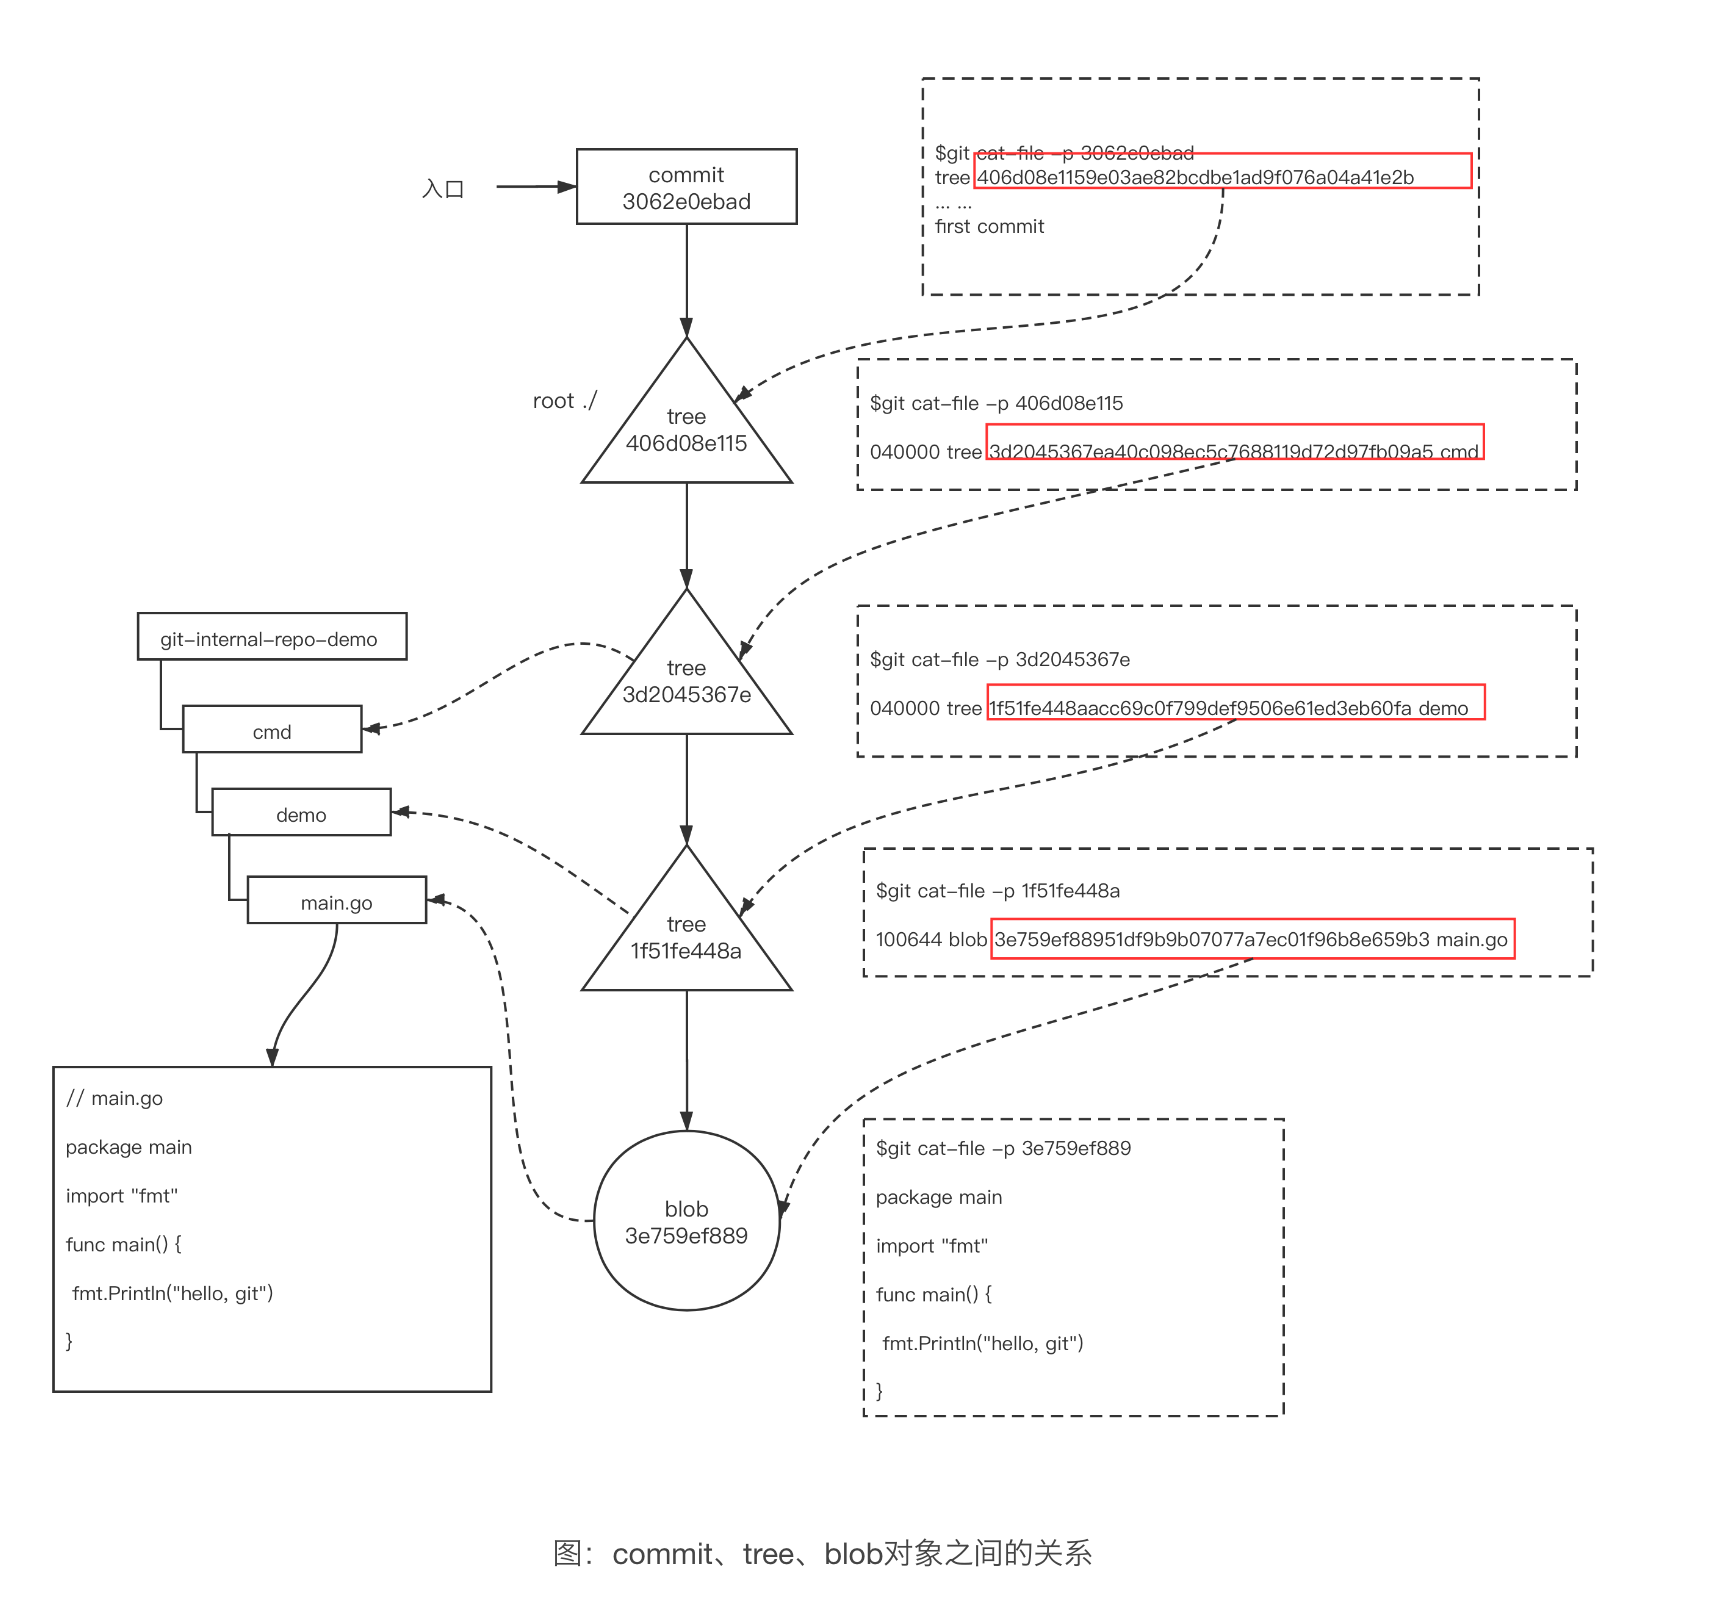 入口
commit
3062e0ebad
$git cat-file -p 3062e0ebad
tree 406d08e1159e03ae82bcdbe1ad9f076a04a41e2b
... ...
first commit
root ./
tree
406d08e115
$git cat-file -p 406d08e115
040000 tree 3d2045367ea40c098ec5c7688119d72d97fb09a5 cmd
git-internal-repo-demo
cmd
demo
main.go
tree
3d2045367e
$git cat-file -p 3d2045367e
040000 tree 1f51fe448aacc69c0f799def9506e61ed3eb60fa demo
tree
1f51fe448a
$git cat-file -p 1f51fe448a
100644 blob 3e759ef88951df9b9b07077a7ec01f96b8e659b3 main.go
// main.go
package main
import "fmt"
func main() {
fmt.Println("hello, git")
}
blob
3e759ef889
$git cat-file -p 3e759ef889
package main
import "fmt"
func main() {
fmt.Println("hello, git")
}
图：commit、tree、blob对象之间的关系